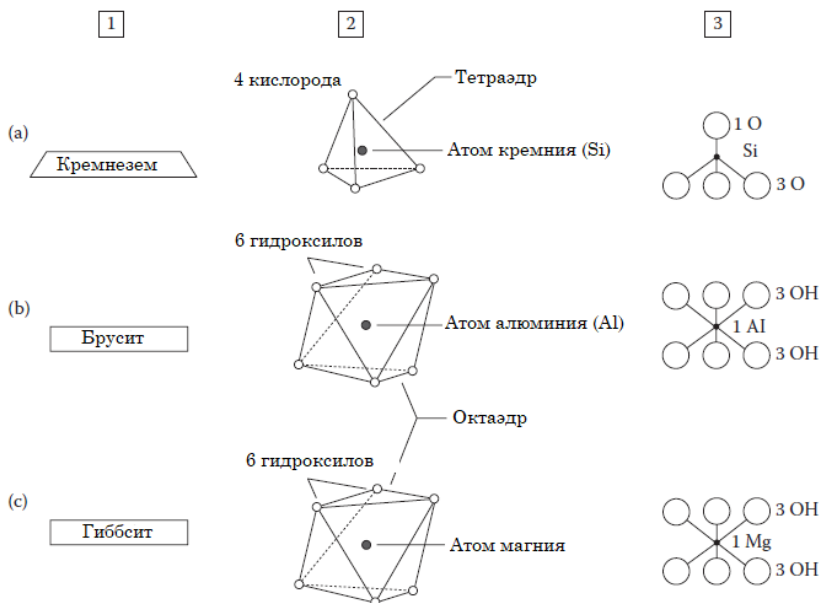 1 2 3
4 кислорода
Тетраэдр
(a)
Кремнезем
Атом кремния (Si)
1 O
Si
3 O
6 гидроксилов
(b)
Брусит
Атом алюминия (Al)
3 OH
1 Al
3 OH
Октаэдр
6 гидроксилов
(c)
Гиббсит
Атом магния
3 OH
1 Mg
3 OH